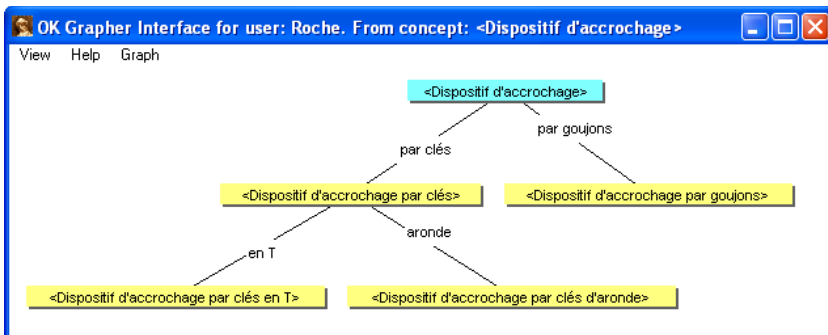 OK Grapher Interface for user: Roche. From concept: <Dispositif d'accrochage>
View Help Graph
<Dispositif d'accrochage>
par goujons
par clés
<Dispositif d'accrochage par clés> <Dispositif d'accrochage par goujons>
aronde
en T
<Dispositif d'accrochage par clés en T> <Dispositif d'accrochage par clés d'aronde>